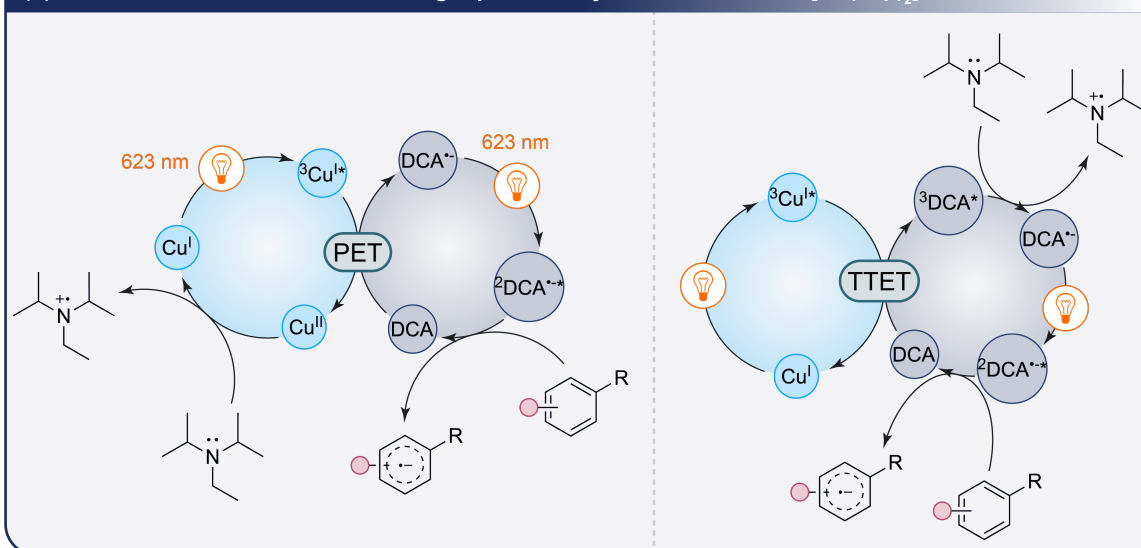 623 nm
623 nm
³Cuᴵ*
DCA•-
Cuᴵ
PET
²DCA•-*
Cuᴵᴵ
DCA
+•
N
N
R
+ •–
R
N
+•
N
³Cuᴵ*
³DCA*
DCA•-
TTET
DCA
Cuᴵ
²DCA•-*
R
+ •–
R